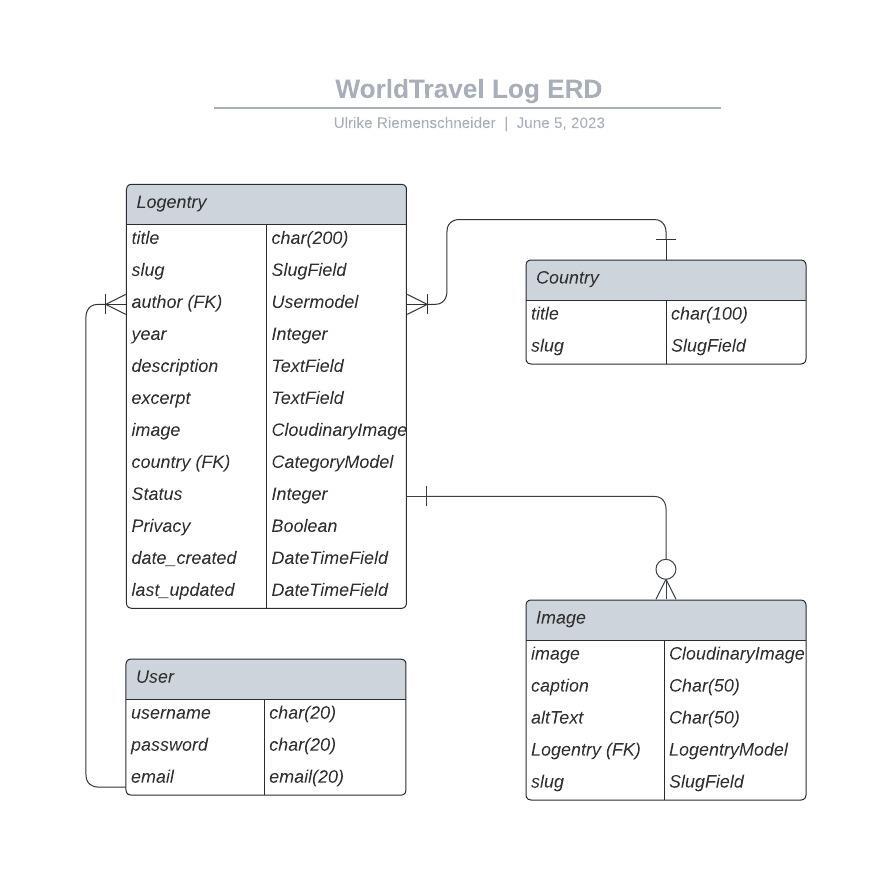 WorldTravel Log ERD
Ulrike Riemenschneider | June 5, 2023
Logentry
title char(200)
slug SlugField
author (FK) Usermodel
year Integer
description TextField
excerpt TextField
image CloudinaryImage
country (FK) CategoryModel
Status Integer
Privacy Boolean
date_created DateTimeField
last_updated DateTimeField
Country
title char(100)
slug SlugField
User
username char(20)
password char(20)
email email(20)
Image
image CloudinaryImage
caption Char(50)
altText Char(50)
Logentry (FK) LogentryModel
slug SlugField